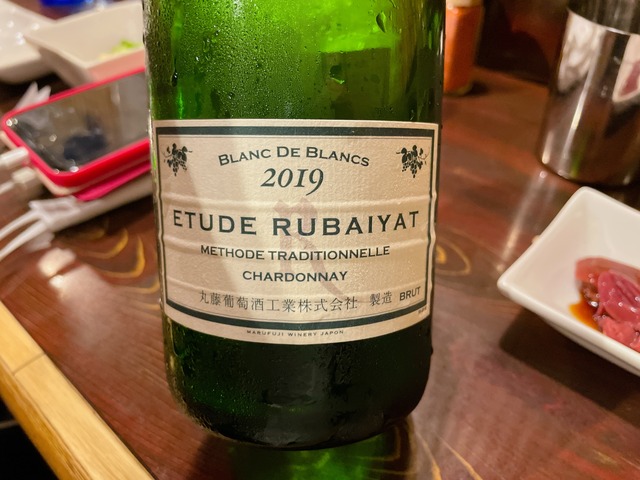 BLANC DE BLANCS
2019
ETUDE RUBAIYAT
METHODE TRADITIONNELLE
CHARDONNAY
丸藤葡萄酒工業株式会社 製造 BRUT
MARUFUJI WINERY JAPON